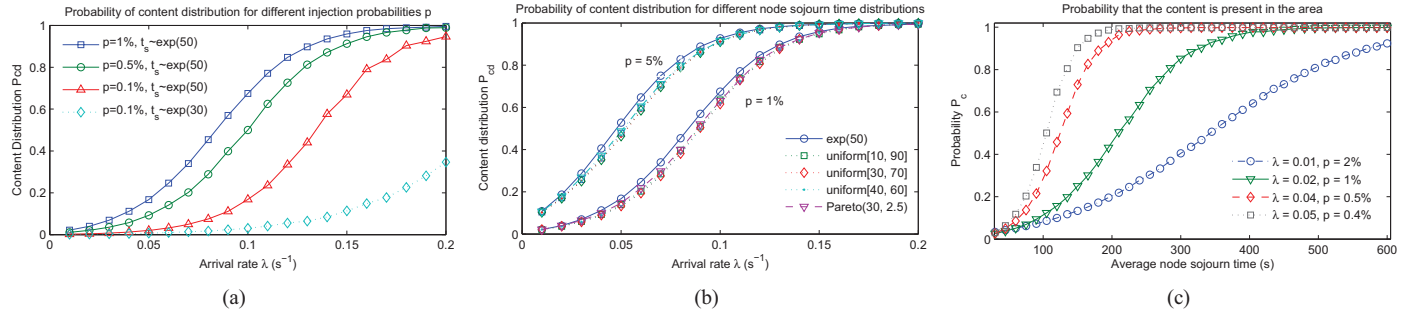 Probability of content distribution for different injection probabilities p
Content Distribution Pcd
1
0.8
0.6
0.4
0.2
0
p=1%, t_s~exp(50)
p=0.5%, t_s~exp(50)
p=0.1%, t_s~exp(50)
p=0.1%, t_s~exp(30)
0 0.05 0.1 0.15 0.2
Arrival rate λ (s⁻¹)
(a)
Probability of content distribution for different node sojourn time distributions
Content distribution P_cd
1
0.8
0.6
0.4
0.2
0
p = 5%
p = 1%
exp(50)
uniform[10, 90]
uniform[30, 70]
uniform[40, 60]
Pareto(30, 2.5)
0 0.05 0.1 0.15 0.2
Arrival rate λ (s⁻¹)
(b)
Probability that the content is present in the area
Probability P_c
1
0.8
0.6
0.4
0.2
0
λ = 0.01, p = 2%
λ = 0.02, p = 1%
λ = 0.04, p = 0.5%
λ = 0.05, p = 0.4%
100 200 300 400 500 600
Average node sojourn time (s)
(c)